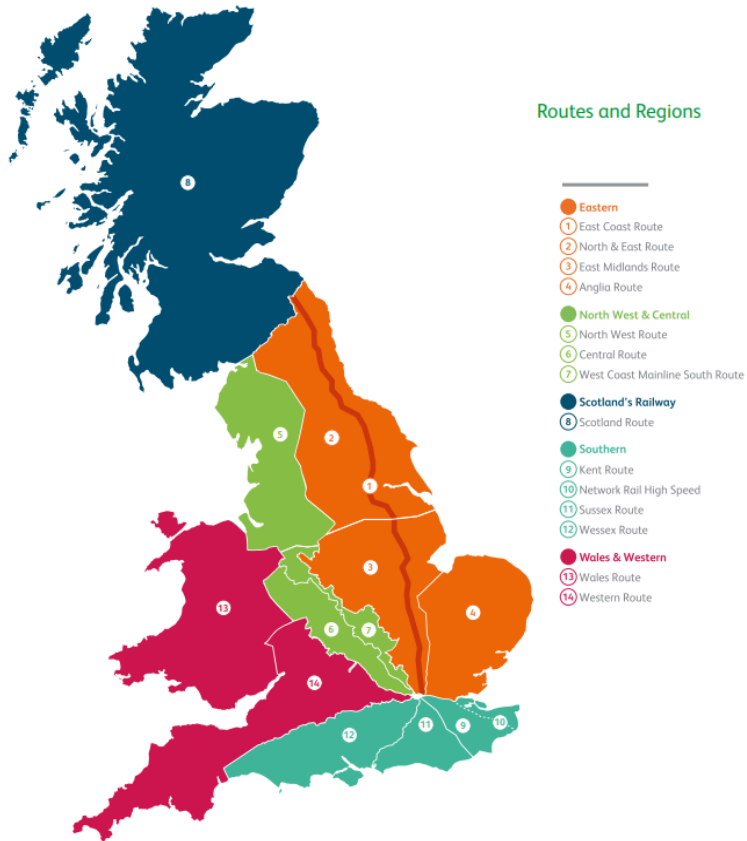 Routes and Regions
Eastern
1 East Coast Route
2 North & East Route
3 East Midlands Route
4 Anglia Route
North West & Central
5 North West Route
6 Central Route
7 West Coast Mainline South Route
Scotland's Railway
8 Scotland Route
Southern
9 Kent Route
10 Network Rail High Speed
11 Sussex Route
12 Wessex Route
Wales & Western
13 Wales Route
14 Western Route
8
5
2
1
3
13
4
6
7
14
12
11
9
10